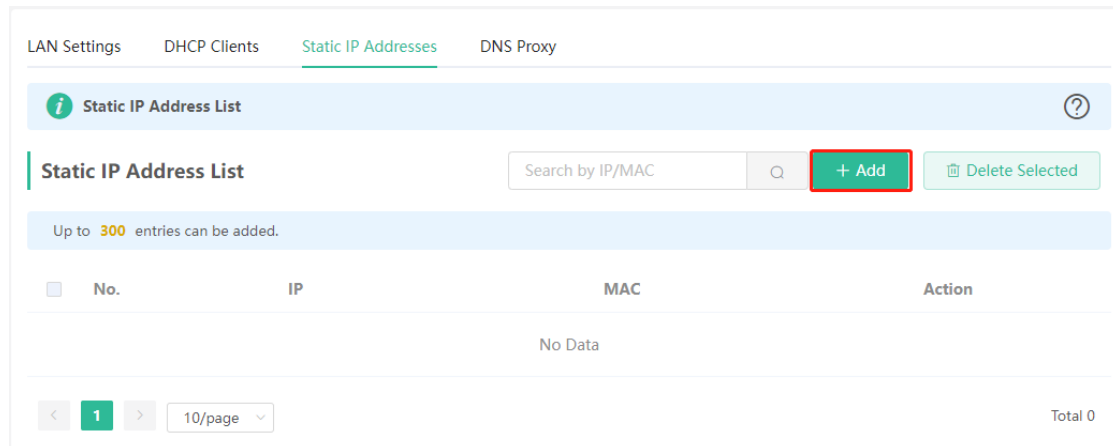 LAN Settings DHCP Clients Static IP Addresses DNS Proxy
i Static IP Address List ?
Static IP Address List Search by IP/MAC + Add Delete Selected
Up to 300 entries can be added.
No. IP MAC Action
No Data
< 1 > 10/page Total 0